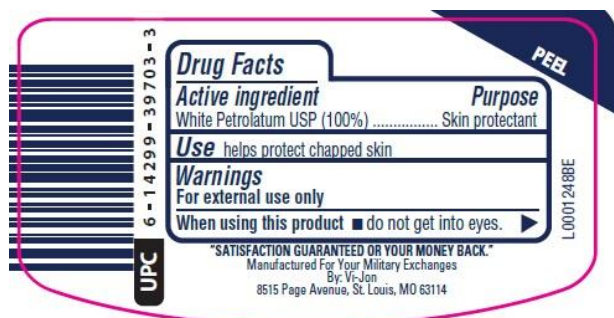 PEEL
UPC
6-14299-39703-3
Drug Facts
Active ingredient Purpose
White Petrolatum USP (100%) ................ Skin protectant
Use helps protect chapped skin
Warnings
For external use only
When using this product ■ do not get into eyes. ▶
L0001248BE
"SATISFACTION GUARANTEED OR YOUR MONEY BACK."
Manufactured For Your Military Exchanges
By: Vi-Jon
8515 Page Avenue, St. Louis, MO 63114